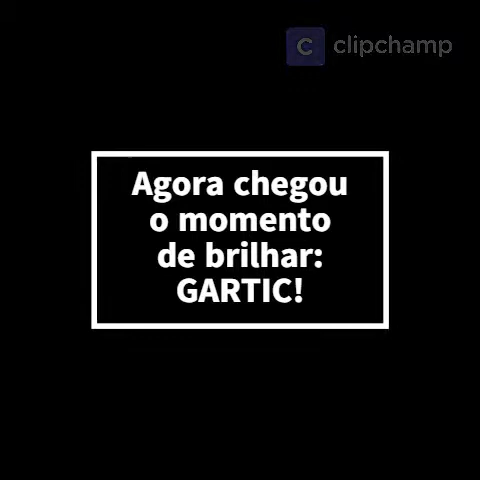 clipchamp
Agora chegou
o momento
de brilhar:
GARTIC!